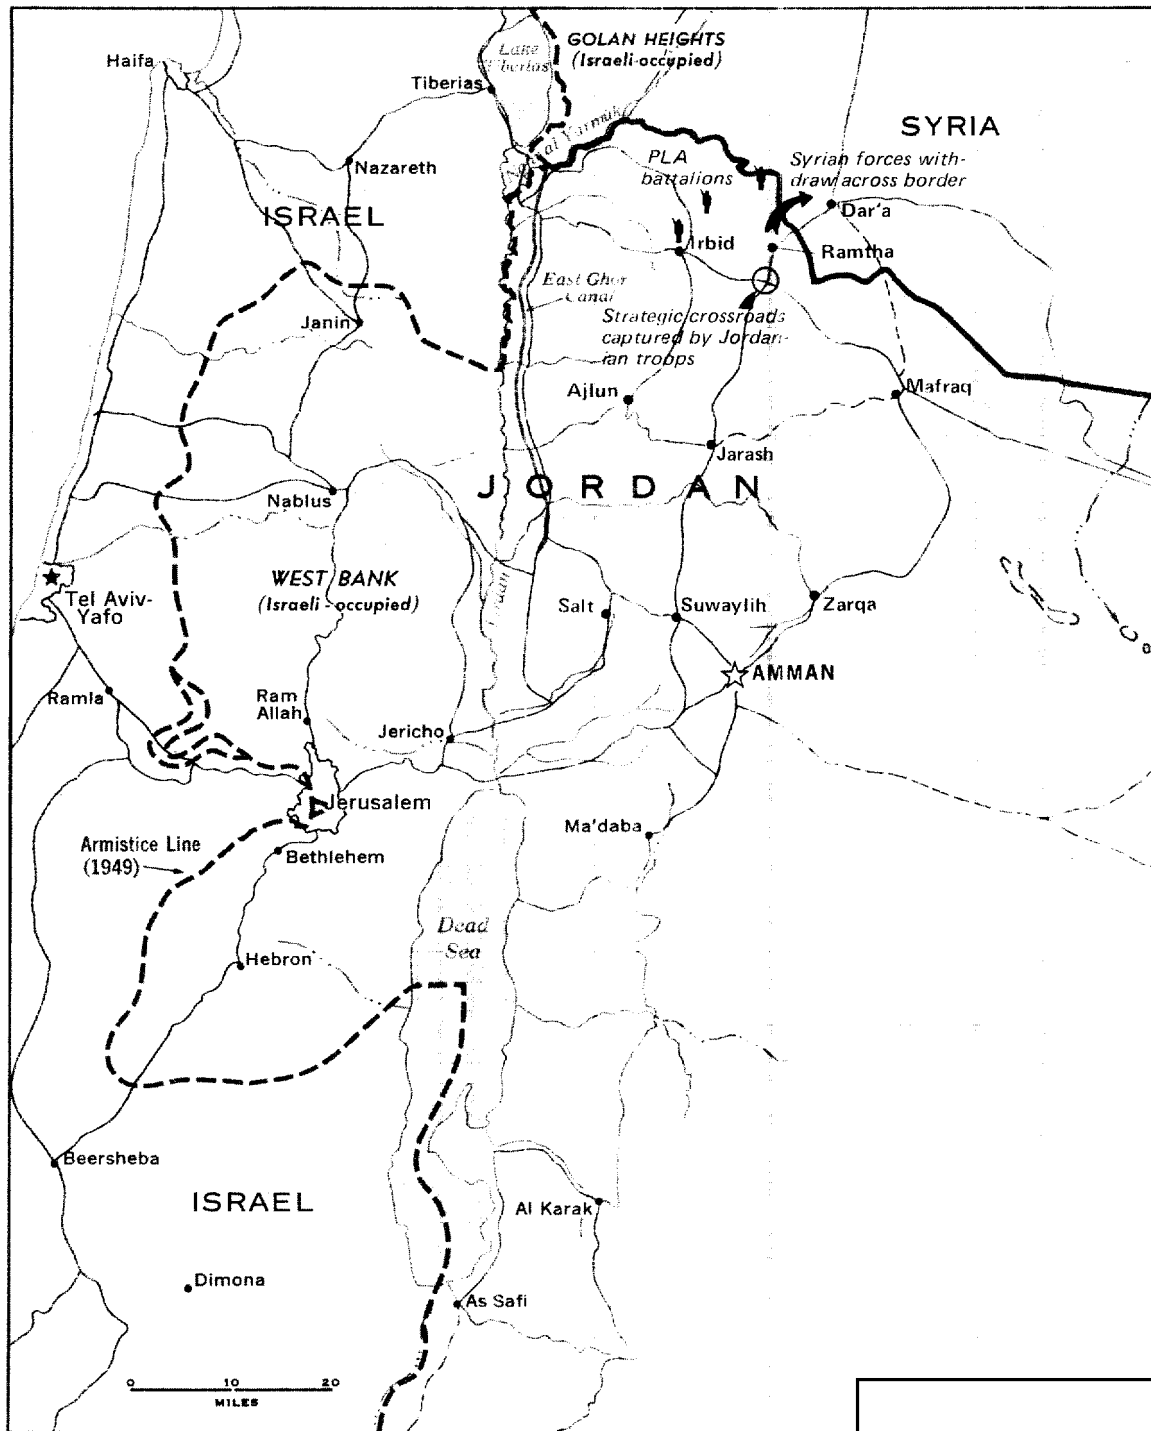 GOLAN HEIGHTS
(Israeli-occupied)
Lake
Tiberias
Haifa
Tiberias
SYRIA
Nazareth
PLA
battalions
Syrian forces with-
draw across border
ISRAEL
Dar'a
Irbid
Ramtha
East Ghor
Canal
Janin
Strategic crossroads
captured by Jordan-
ian troops
Ajlun
Mafraq
Jarash
JORDAN
Nablus
WEST BANK
(Israeli - occupied)
Tel Aviv-
Yafo
Salt
Suwaylih
Zarqa
AMMAN
Ramla
Ram
Allah
Jericho
Jerusalem
Ma'daba
Armistice Line
(1949)
Bethlehem
Dead
Sea
Hebron
Beersheba
ISRAEL
Al Karak
Dimona
As Safi
0 10 20
MILES